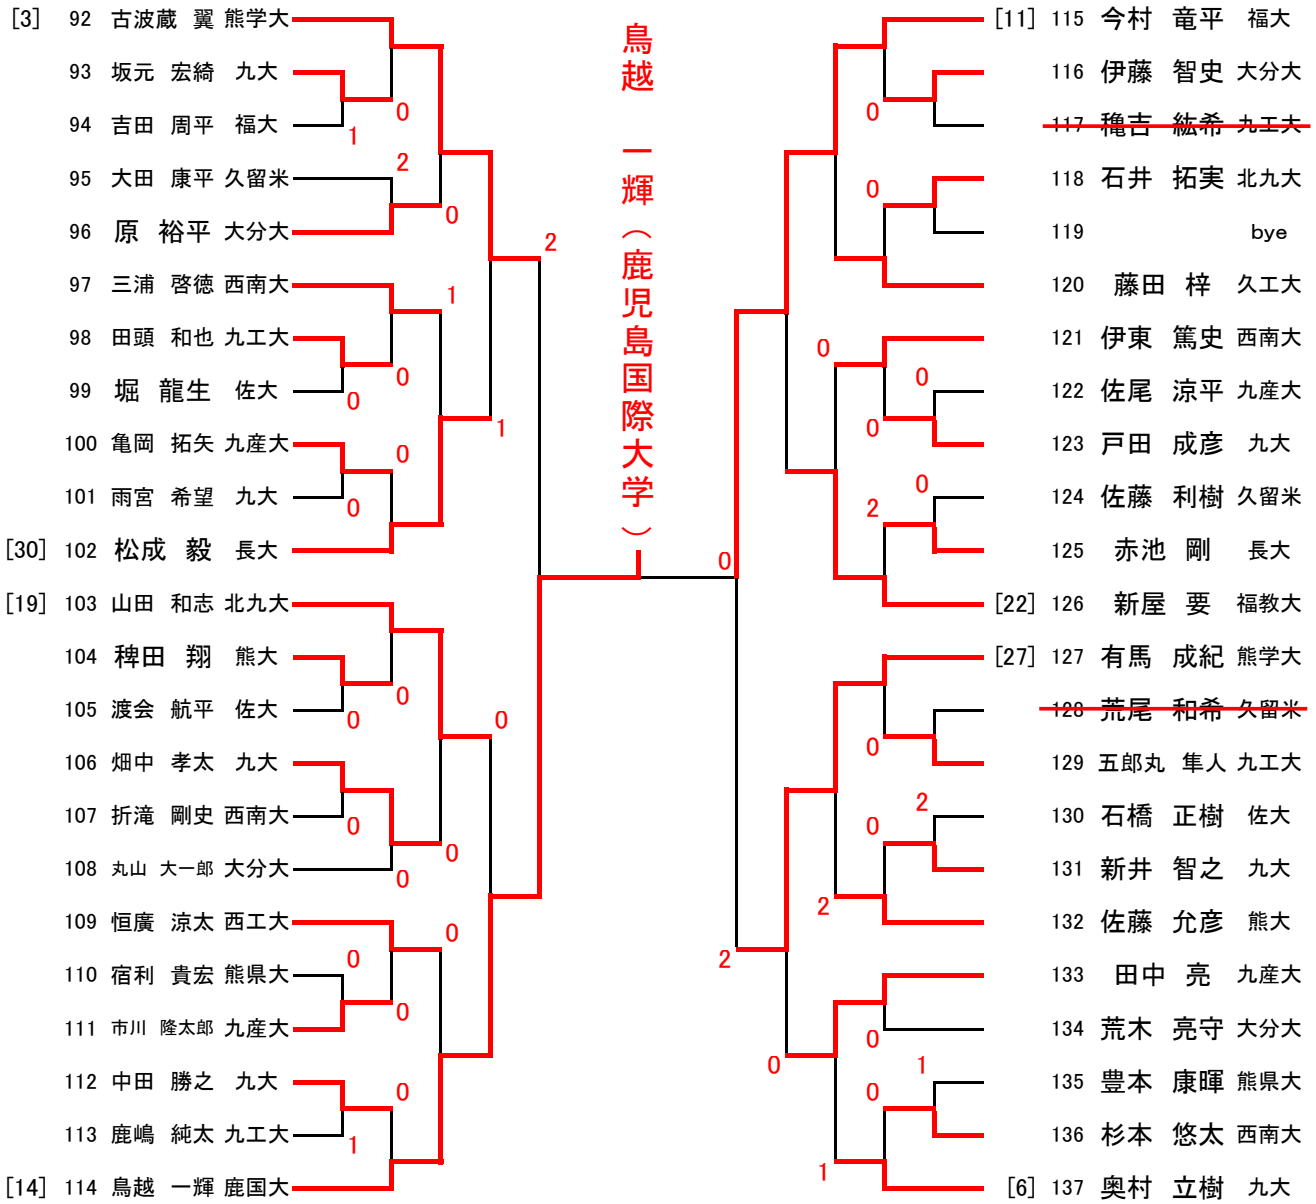 [3] 92 古波蔵 翼 熊学大
93 坂元 宏綺 九大
94 吉田 周平 福大
95 大田 康平 久留米
96 原 裕平 大分大
97 三浦 啓徳 西南大
98 田頭 和也 九工大
99 堀 龍生 佐大
100 亀岡 拓矢 九産大
101 雨宮 希望 九大
[30] 102 松成 毅 長大
[19] 103 山田 和志 北九大
104 稗田 翔 熊大
105 渡会 航平 佐大
106 畑中 孝太 九大
107 折滝 剛史 西南大
108 丸山 大一郎 大分大
109 恒廣 涼太 西工大
110 宿利 貴宏 熊県大
111 市川 隆太郎 九産大
112 中田 勝之 九大
113 鹿嶋 純太 九工大
[14] 114 鳥越 一輝 鹿国大
1
0
2
0
1
0
0
0
0
1
2
0
0
0
0
0
0
0
0
0
1
0
鳥越 一輝(鹿児島国際大学)
0
2
0
0
0
0
0
0
2
0
2
0
2
0
0
1
0
1
[11] 115 今村 竜平 福大
116 伊藤 智史 大分大
117 穐吉 紘希 九工大
118 石井 拓実 北九大
119 bye
120 藤田 梓 久工大
121 伊東 篤史 西南大
122 佐尾 涼平 九産大
123 戸田 成彦 九大
124 佐藤 利樹 久留米
125 赤池 剛 長大
[22] 126 新屋 要 福教大
[27] 127 有馬 成紀 熊学大
128 荒尾 和希 久留米
129 五郎丸 隼人 九工大
130 石橋 正樹 佐大
131 新井 智之 九大
132 佐藤 允彦 熊大
133 田中 亮 九産大
134 荒木 亮守 大分大
135 豊本 康暉 熊県大
136 杉本 悠太 西南大
[6] 137 奥村 立樹 九大